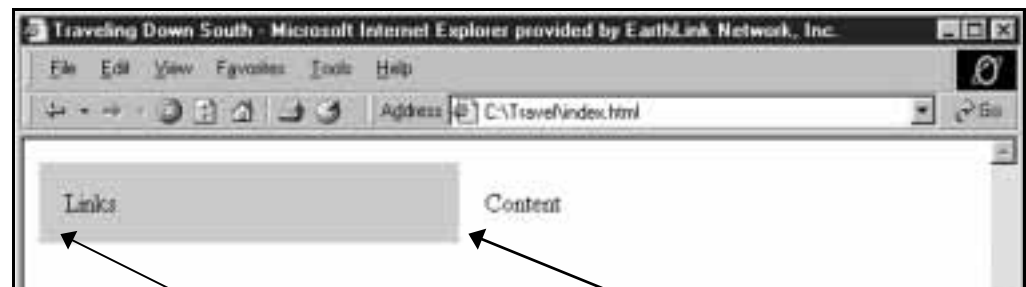 Traveling Down South - Microsoft Internet Explorer provided by EarthLink Network, Inc.
File Edit View Favorites Tools Help
Address C:\Travel\index.html Go
Links Content